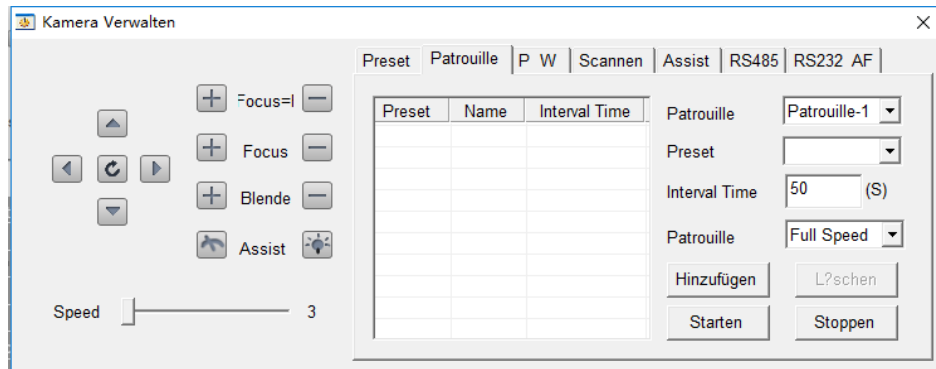 Kamera Verwalten
Preset Patrouille P W Scannen Assist RS485 RS232 AF
Focus=I
Focus
Blende
Assist
Speed 3
Preset Name Interval Time
Patrouille Patrouille-1
Preset
Interval Time 50 (S)
Patrouille Full Speed
Hinzufügen L?schen
Starten Stoppen